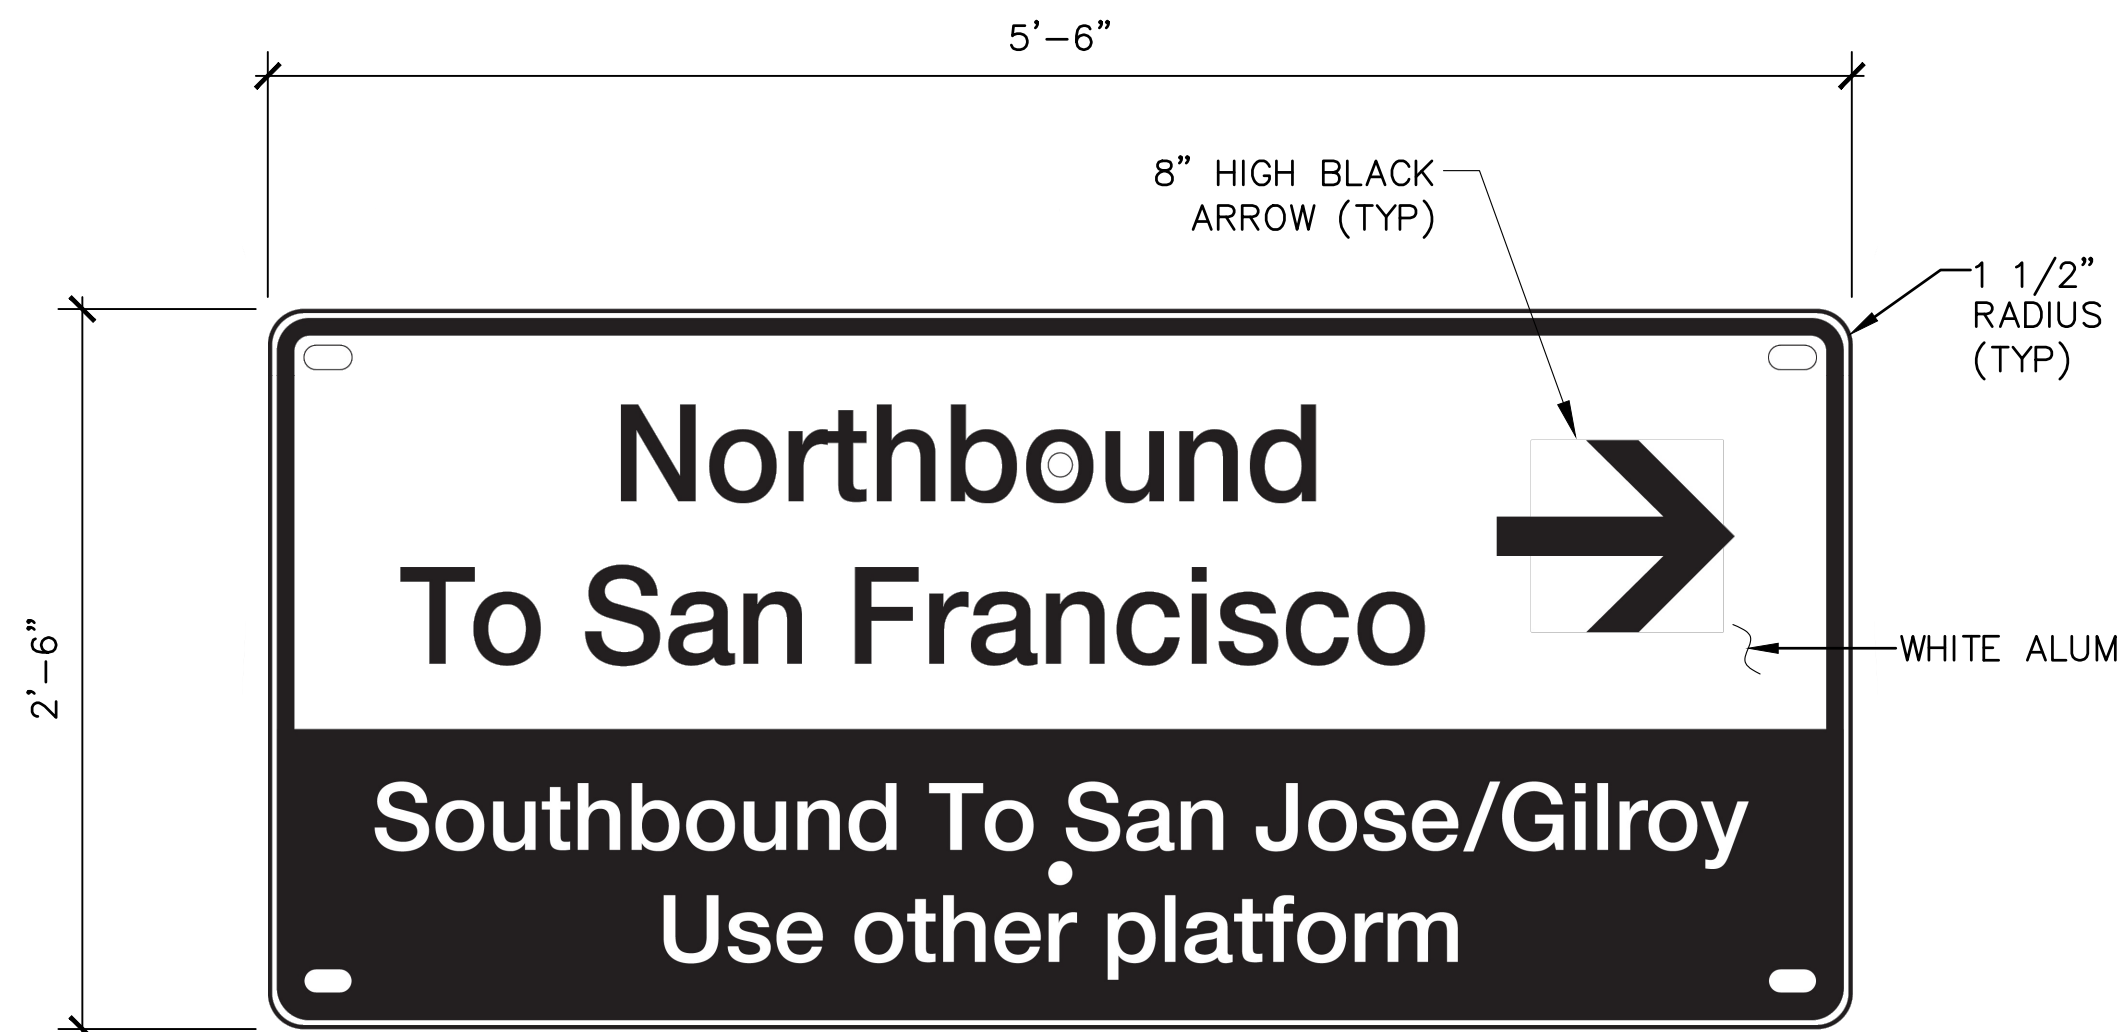 5'-6"
8" HIGH BLACK
ARROW (TYP)
1 1/2"
RADIUS
(TYP)
2'-6"
Northbound
To San Francisco
WHITE ALUM
Southbound To San Jose/Gilroy
Use other platform